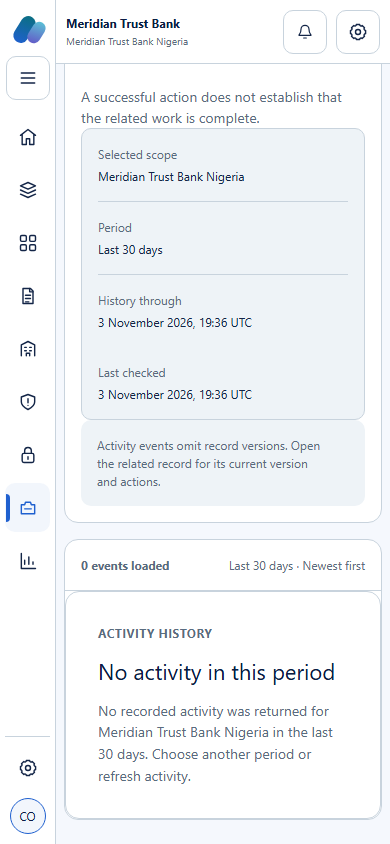 Meridian Trust Bank
Meridian Trust Bank Nigeria
A successful action does not establish that
the related work is complete.
Selected scope
Meridian Trust Bank Nigeria
Period
Last 30 days
History through
3 November 2026, 19:36 UTC
Last checked
3 November 2026, 19:36 UTC
Activity events omit record versions. Open
the related record for its current version
and actions.
0 events loaded
Last 30 days · Newest first
ACTIVITY HISTORY
No activity in this period
No recorded activity was returned for
Meridian Trust Bank Nigeria in the last
30 days. Choose another period or
refresh activity.
CO